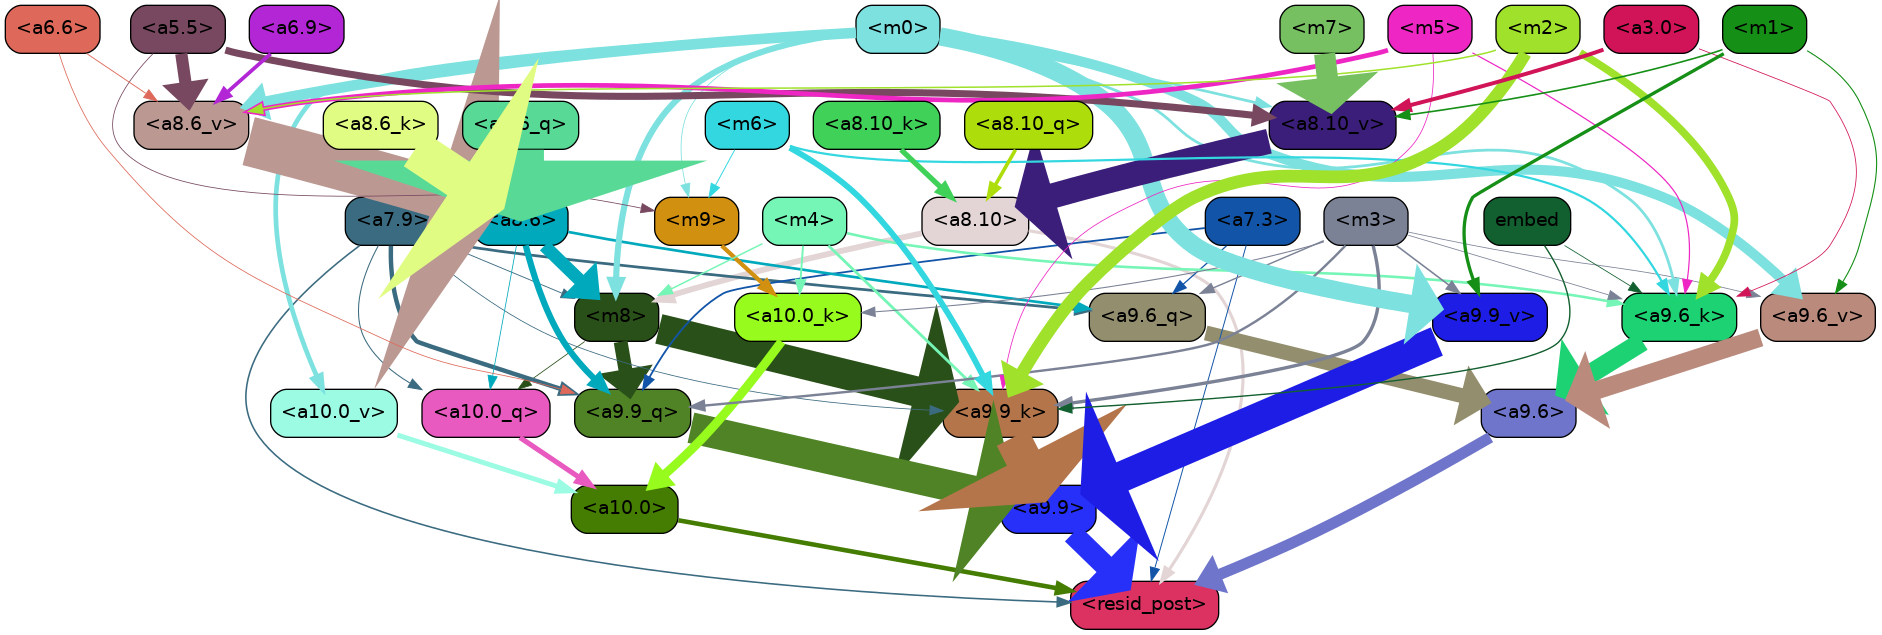 <a6.6> <a5.5> <a6.9> <m0> <m7> <m5> <m2> <a3.0> <m1>
<a8.6_v> <a8.6_k> <a8.6_q> <m6> <a8.10_k> <a8.10_q> <a8.10_v>
<a7.9> <a8.6> <m9> <m4> <a8.10> <a7.3> <m3> embed
<m8> <a10.0_k> <a9.6_q> <a9.9_v> <a9.6_k> <a9.6_v>
<a10.0_v> <a10.0_q> <a9.9_q> <a9.9_k> <a9.6>
<a10.0> <a9.9>
<resid_post>